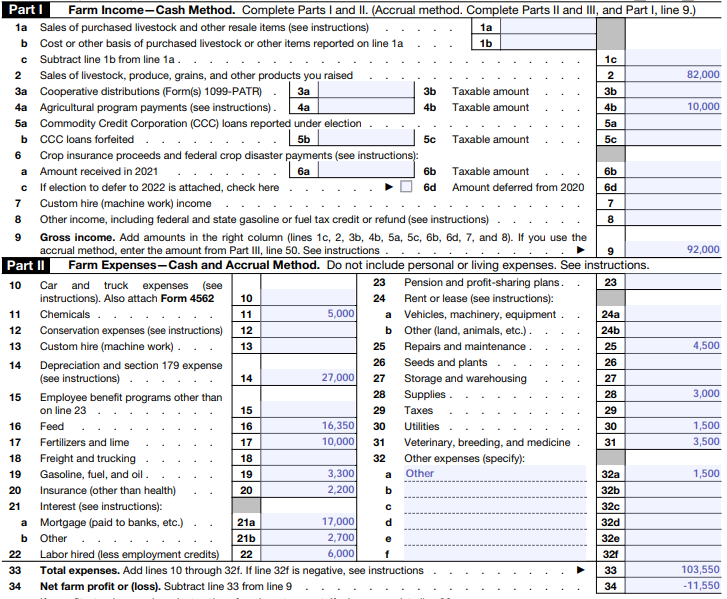 Part I Farm Income—Cash Method. Complete Parts I and II. (Accrual method. Complete Parts II and III, and Part I, line 9.)
1a Sales of purchased livestock and other resale items (see instructions) 1a
b Cost or other basis of purchased livestock or other items reported on line 1a 1b
c Subtract line 1b from line 1a . . . . . . . . . . . . . . . . . . . . 1c
2 Sales of livestock, produce, grains, and other products you raised . . . . . . . . . . . . 2 82,000
3a Cooperative distributions (Form(s) 1099-PATR) . 3a 3b Taxable amount . . . . 3b
4a Agricultural program payments (see instructions) . 4a 4b Taxable amount . . . . 4b 10,000
5a Commodity Credit Corporation (CCC) loans reported under election . . . . . . . . . . . . 5a
b CCC loans forfeited . . . . . . . . 5b 5c Taxable amount . . . . 5c
6 Crop insurance proceeds and federal crop disaster payments (see instructions):
a Amount received in 2021 . . . . . . 6a 6b Taxable amount . . . . 6b
c If election to defer to 2022 is attached, check here . . . . . . ▶ 6d Amount deferred from 2020 6d
7 Custom hire (machine work) income . . . . . . . . . . . . . . . . . 7
8 Other income, including federal and state gasoline or fuel tax credit or refund (see instructions) . . . . . . 8
9 Gross income. Add amounts in the right column (lines 1c, 2, 3b, 4b, 5a, 5c, 6b, 6d, 7, and 8). If you use the
accrual method, enter the amount from Part III, line 50. See instructions . . . . . . . . . . . ▶ 9 92,000
Part II Farm Expenses—Cash and Accrual Method. Do not include personal or living expenses. See instructions.
10 Car and truck expenses (see
instructions). Also attach Form 4562 10
11 Chemicals . . . . . . . 11 5,000
12 Conservation expenses (see instructions) 12
13 Custom hire (machine work) . . . 13
14 Depreciation and section 179 expense
(see instructions) . . . . . . 14 27,000
15 Employee benefit programs other than
on line 23 . . . . . . . 15
16 Feed . . . . . . . . . 16 16,350
17 Fertilizers and lime . . . . . 17 10,000
18 Freight and trucking . . . . . 18
19 Gasoline, fuel, and oil . . . . . 19 3,300
20 Insurance (other than health) . . 20 2,200
21 Interest (see instructions):
a Mortgage (paid to banks, etc.) . . 21a 17,000
b Other . . . . . . . . 21b 2,700
22 Labor hired (less employment credits) 22 6,000
23 Pension and profit-sharing plans . . 23
24 Rent or lease (see instructions):
a Vehicles, machinery, equipment . . . 24a
b Other (land, animals, etc.) . . . . 24b
25 Repairs and maintenance . . . . . 25 4,500
26 Seeds and plants . . . . . . . 26
27 Storage and warehousing . . . . . 27
28 Supplies . . . . . . . . . . 28 3,000
29 Taxes . . . . . . . . . . 29
30 Utilities . . . . . . . . . . 30 1,500
31 Veterinary, breeding, and medicine . 31 3,500
32 Other expenses (specify):
a Other 32a 1,500
b 32b
c 32c
d 32d
e 32e
f 32f
33 Total expenses. Add lines 10 through 32f. If line 32f is negative, see instructions . . . . . . . . ▶ 33 103,550
34 Net farm profit or (loss). Subtract line 33 from line 9 . . . . . . . . . . . . . . . 34 -11,550